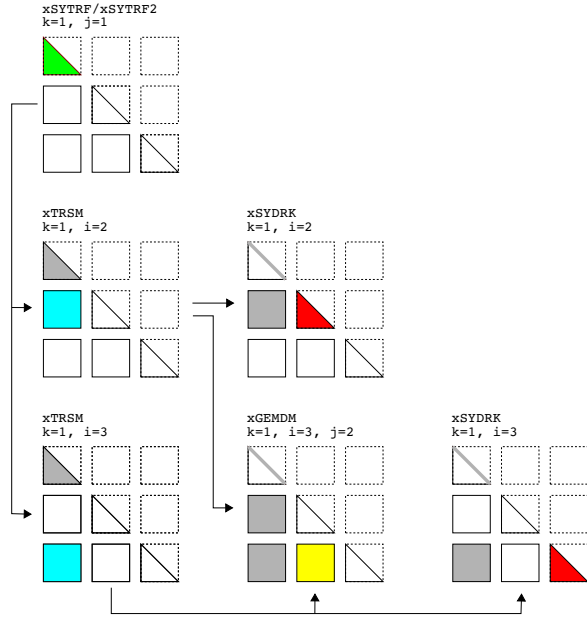 xSYTRF/xSYTRF2
k=1, j=1
xTRSM
k=1, i=2
xSYDRK
k=1, i=2
xTRSM
k=1, i=3
xGEMDM
k=1, i=3, j=2
xSYDRK
k=1, i=3